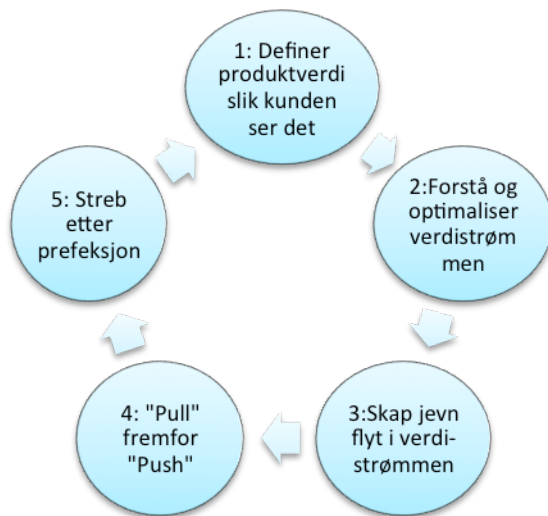 1: Definer
produktverdi
slik kunden
ser det
2:Forstå og
optimaliser
verdistrøm
men
3:Skap jevn
flyt i verdi-
strømmen
4: "Pull"
fremfor
"Push"
5: Streb
etter
prefeksjon